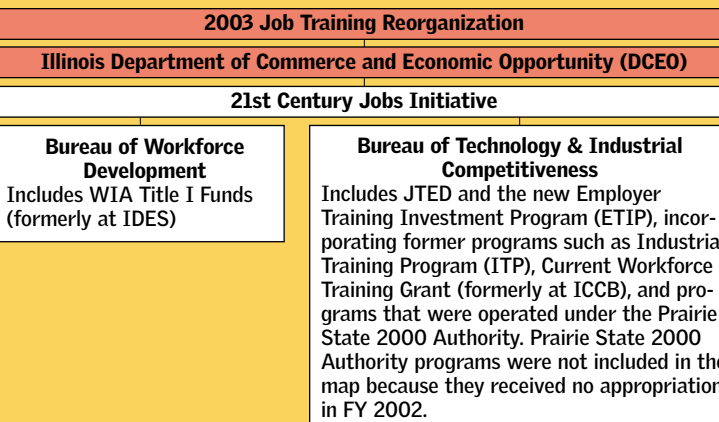 2003 Job Training Reorganization
Illinois Department of Commerce and Economic Opportunity (DCEO)
21st Century Jobs Initiative
Bureau of Workforce
Development
Includes WIA Title I Funds
(formerly at IDES)
Bureau of Technology & Industrial
Competitiveness
Includes JTED and the new Employer
Training Investment Program (ETIP), incor-
porating former programs such as Industria
Training Program (ITP), Current Workforce
Training Grant (formerly at ICCB), and pro-
grams that were operated under the Prairie
State 2000 Authority. Prairie State 2000
Authority programs were not included in the
map because they received no appropriation
in FY 2002.